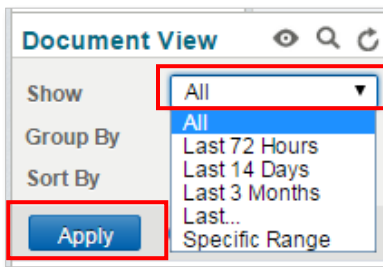 Document View
Show All
All
Group By
Last 72 Hours
Last 14 Days
Sort By
Last 3 Months
Last...
Apply
Specific Range